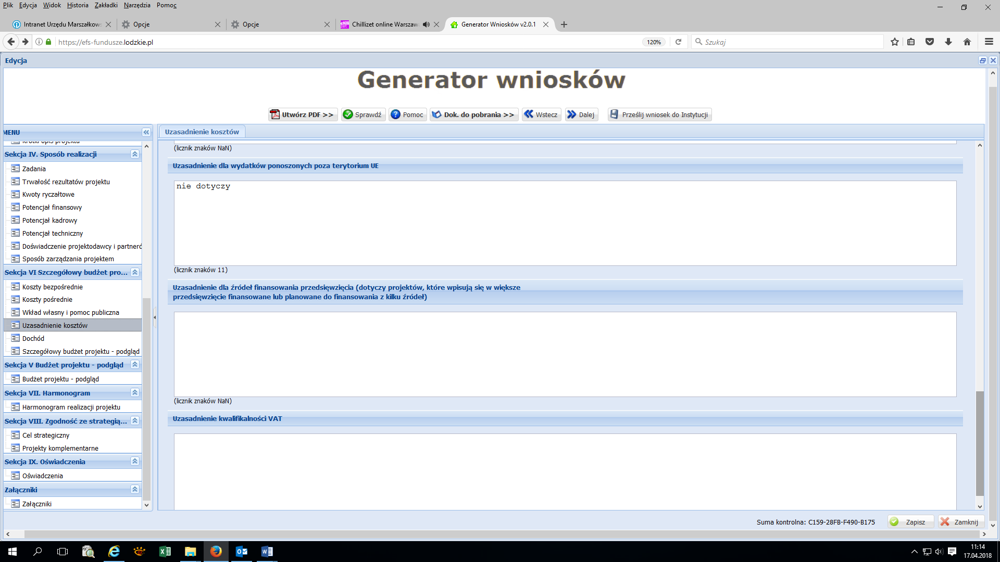 Plik Edycja Widok Historia Zakładki Narzędzia Pomoc
Intranet Urzędu Marszałkow
Opcje
Opcje
Chillizet online Warszaw
Generator Wniosków v2.0.1
https://efs-fundusze.lodzkie.pl
120%
Szukaj
Edycja
Generator wniosków
Utwórz PDF >>
Sprawdź
Pomoc
Dok. do pobrania >>
Wstecz
Dalej
Prześlij wniosek do Instytucji
MENU
Krótki opis projektu
Sekcja IV. Sposób realizacji
Zadania
Trwałość rezultatów projektu
Kwoty ryczałtowe
Potencjał finansowy
Potencjał kadrowy
Potencjał techniczny
Doświadczenie projektodawcy i partneró
Sposób zarządzania projektem
Sekcja VI Szczegółowy budżet pro...
Koszty bezpośrednie
Koszty pośrednie
Wkład własny i pomoc publiczna
Uzasadnienie kosztów
Dochód
Szczegółowy budżet projektu - podgląd
Sekcja V Budżet projektu - podgląd
Budżet projektu - podgląd
Sekcja VII. Harmonogram
Harmonogram realizacji projektu
Sekcja VIII. Zgodność ze strategią...
Cel strategiczny
Projekty komplementarne
Sekcja IX. Oświadczenia
Oświadczenia
Załączniki
Załączniki
Uzasadnienie kosztów
(licznik znaków NaN)
Uzasadnienie dla wydatków ponoszonych poza terytorium UE
nie dotyczy
(licznik znaków 11)
Uzasadnienie dla źródeł finansowania przedsięwzięcia (dotyczy projektów, które wpisują się w większe
przedsięwzięcie finansowane lub planowane do finansowania z kilku źródeł)
(licznik znaków NaN)
Uzasadnienie kwalifikalności VAT
Suma kontrolna: C159-28FB-F490-B175
Zapisz
Zamknij
11:14
17.04.2018